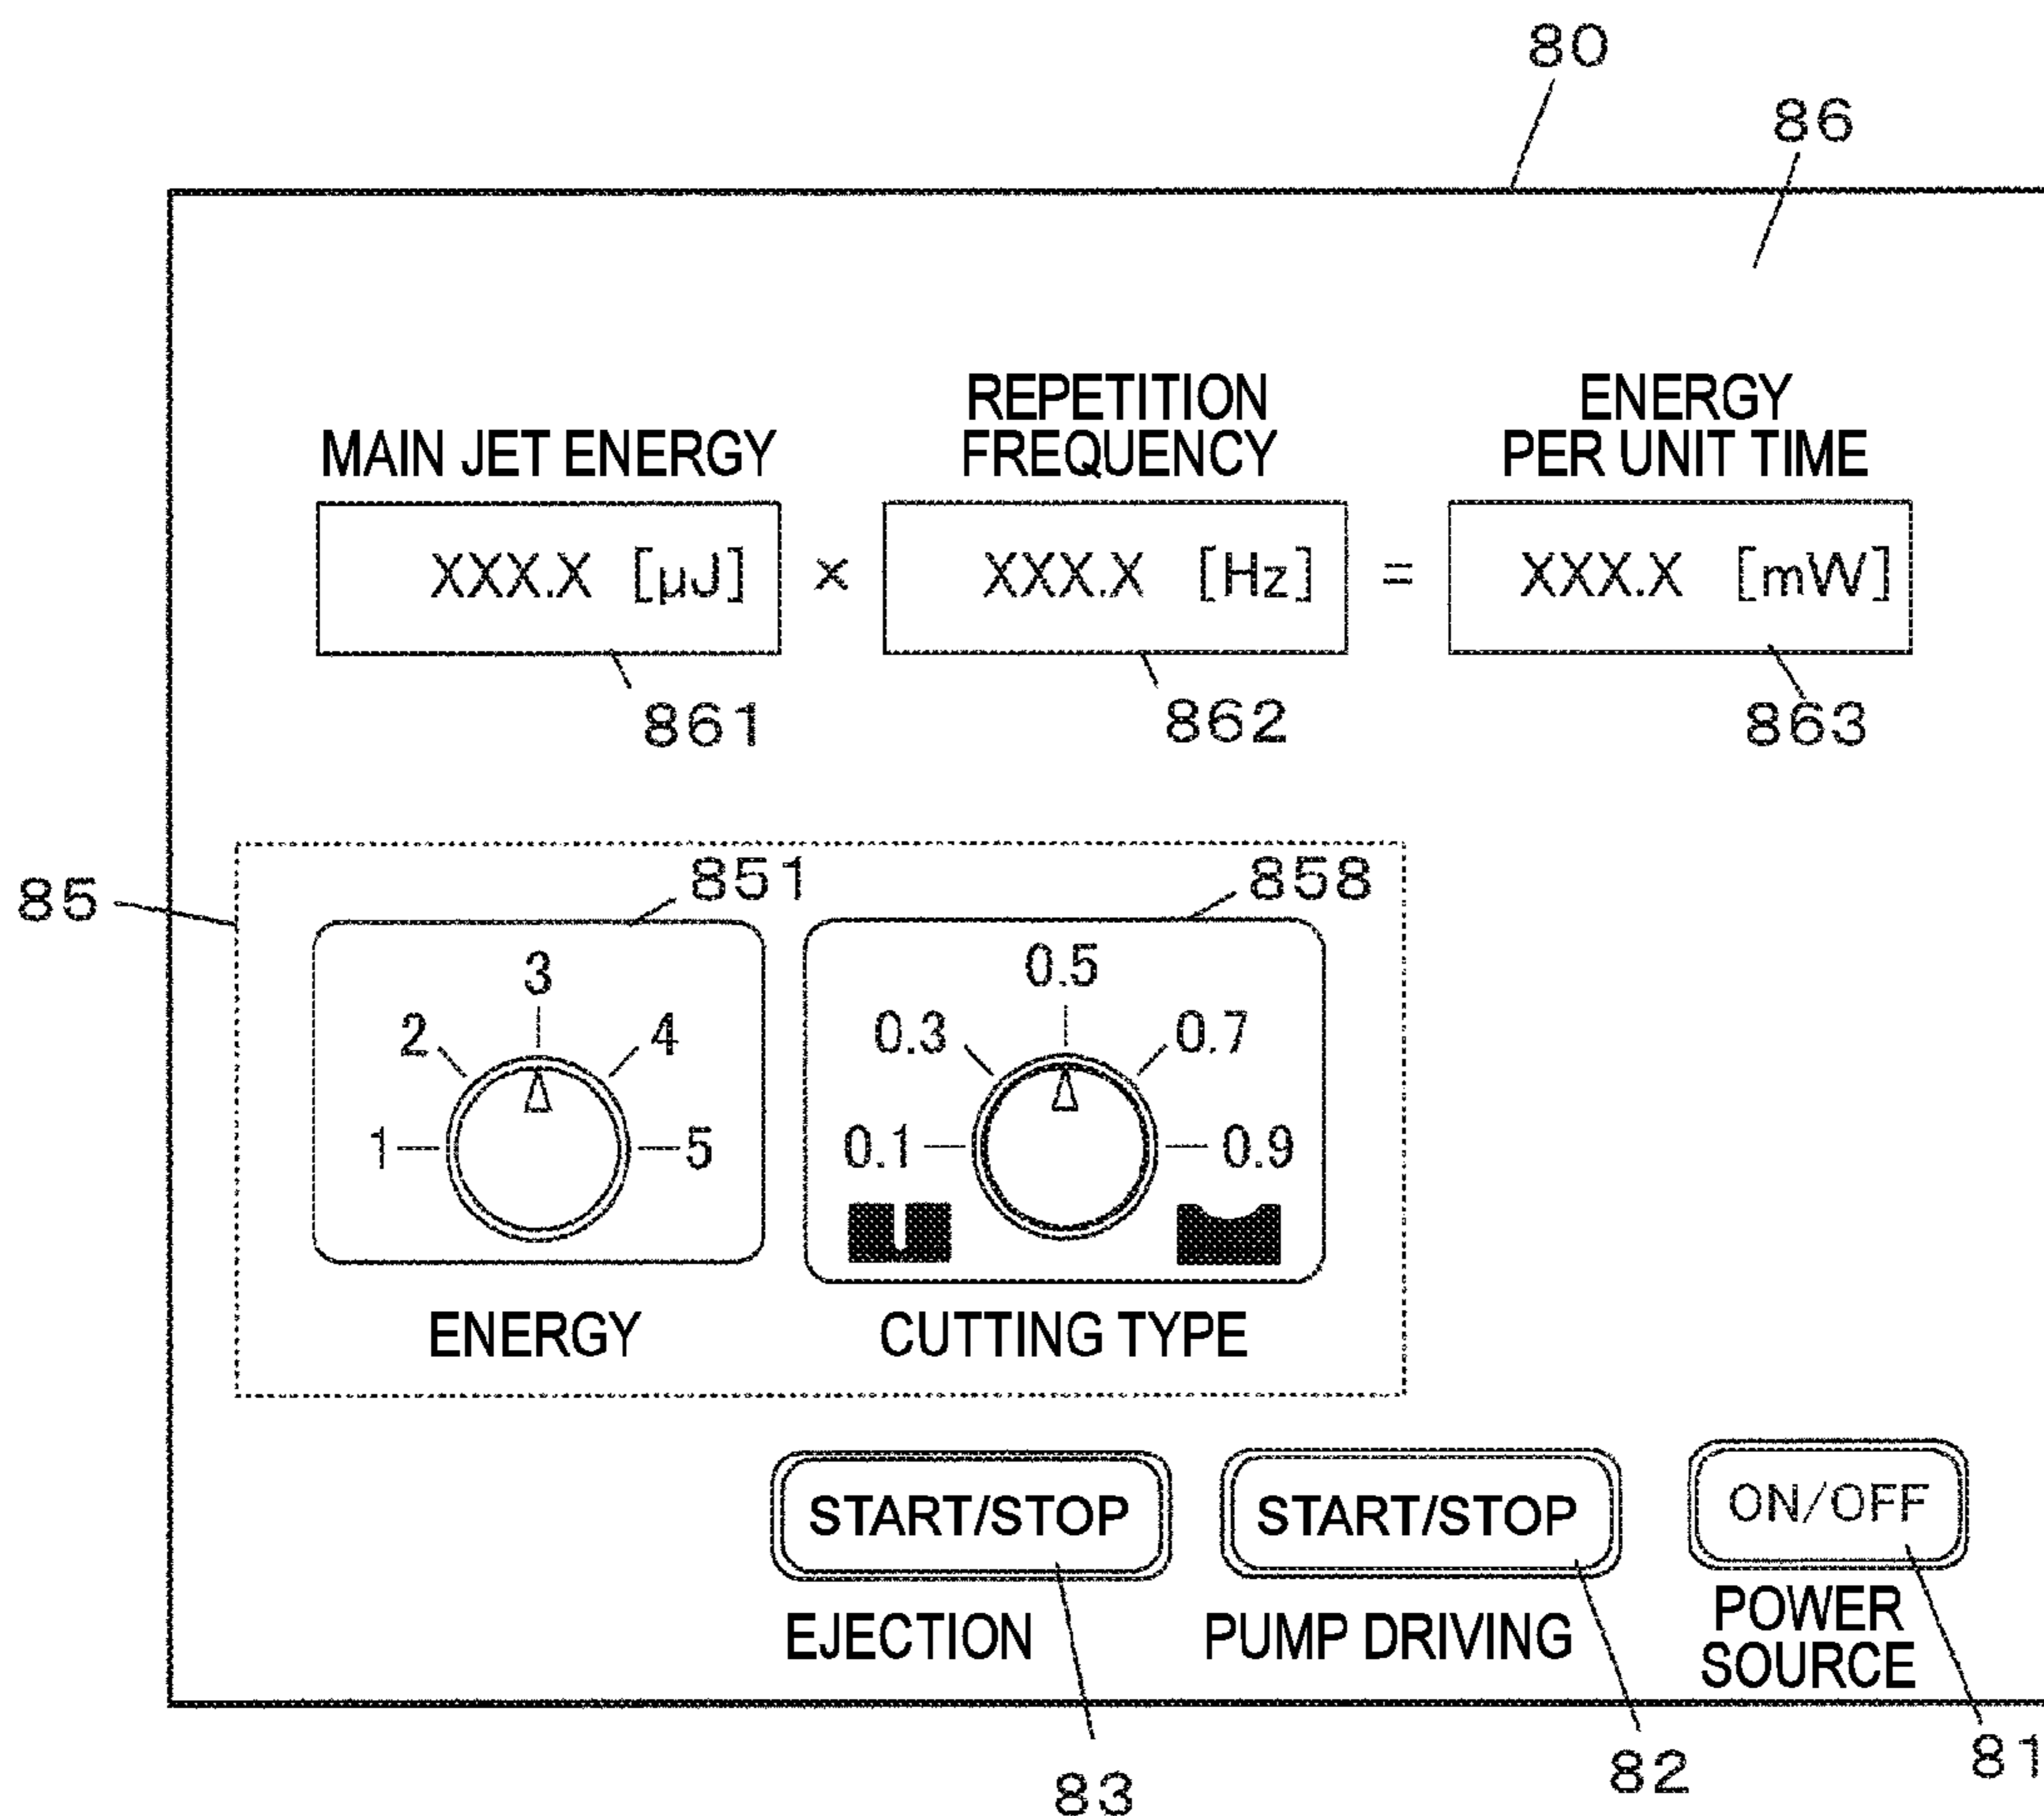 80
86
MAIN JET ENERGY
REPETITION
FREQUENCY
ENERGY
PER UNIT TIME
XXX.X [µJ] × XXX.X [Hz] = XXX.X [mW]
861 862 863
85
851 858
3
2 4
1 5
0.5
0.3 0.7
0.1 0.9
ENERGY CUTTING TYPE
START/STOP START/STOP ON/OFF
EJECTION PUMP DRIVING
POWER
SOURCE
83 82 81